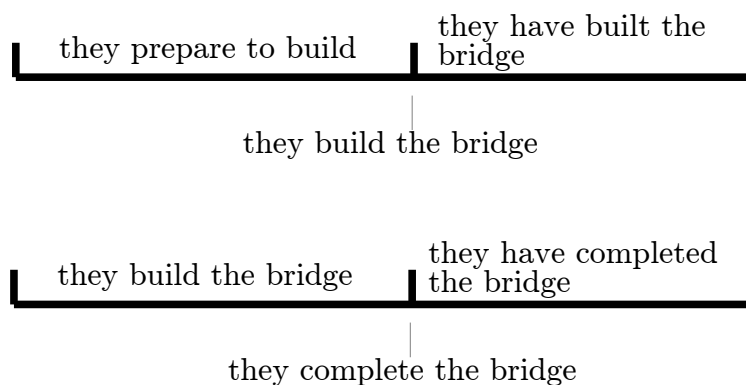 they prepare to build
they have built the
bridge
they build the bridge
they build the bridge
they have completed
the bridge
they complete the bridge